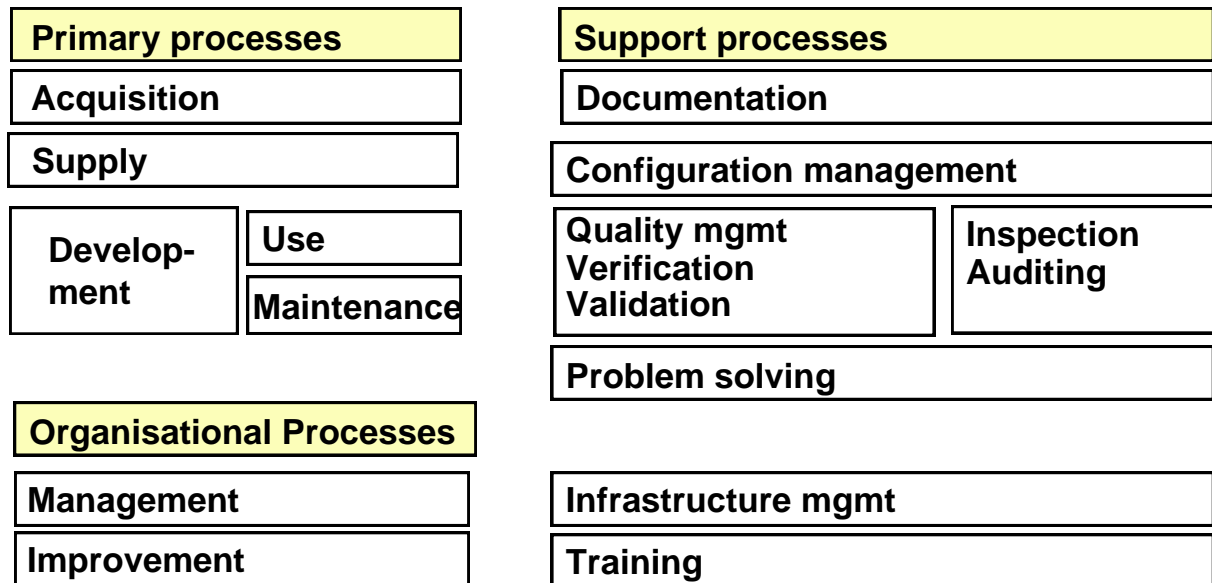 Primary processes
Acquisition
Supply
Develop-
ment
Use
Maintenance
Support processes
Documentation
Configuration management
Quality mgmt
Verification
Validation
Inspection
Auditing
Problem solving
Organisational Processes
Management
Improvement
Infrastructure mgmt
Training